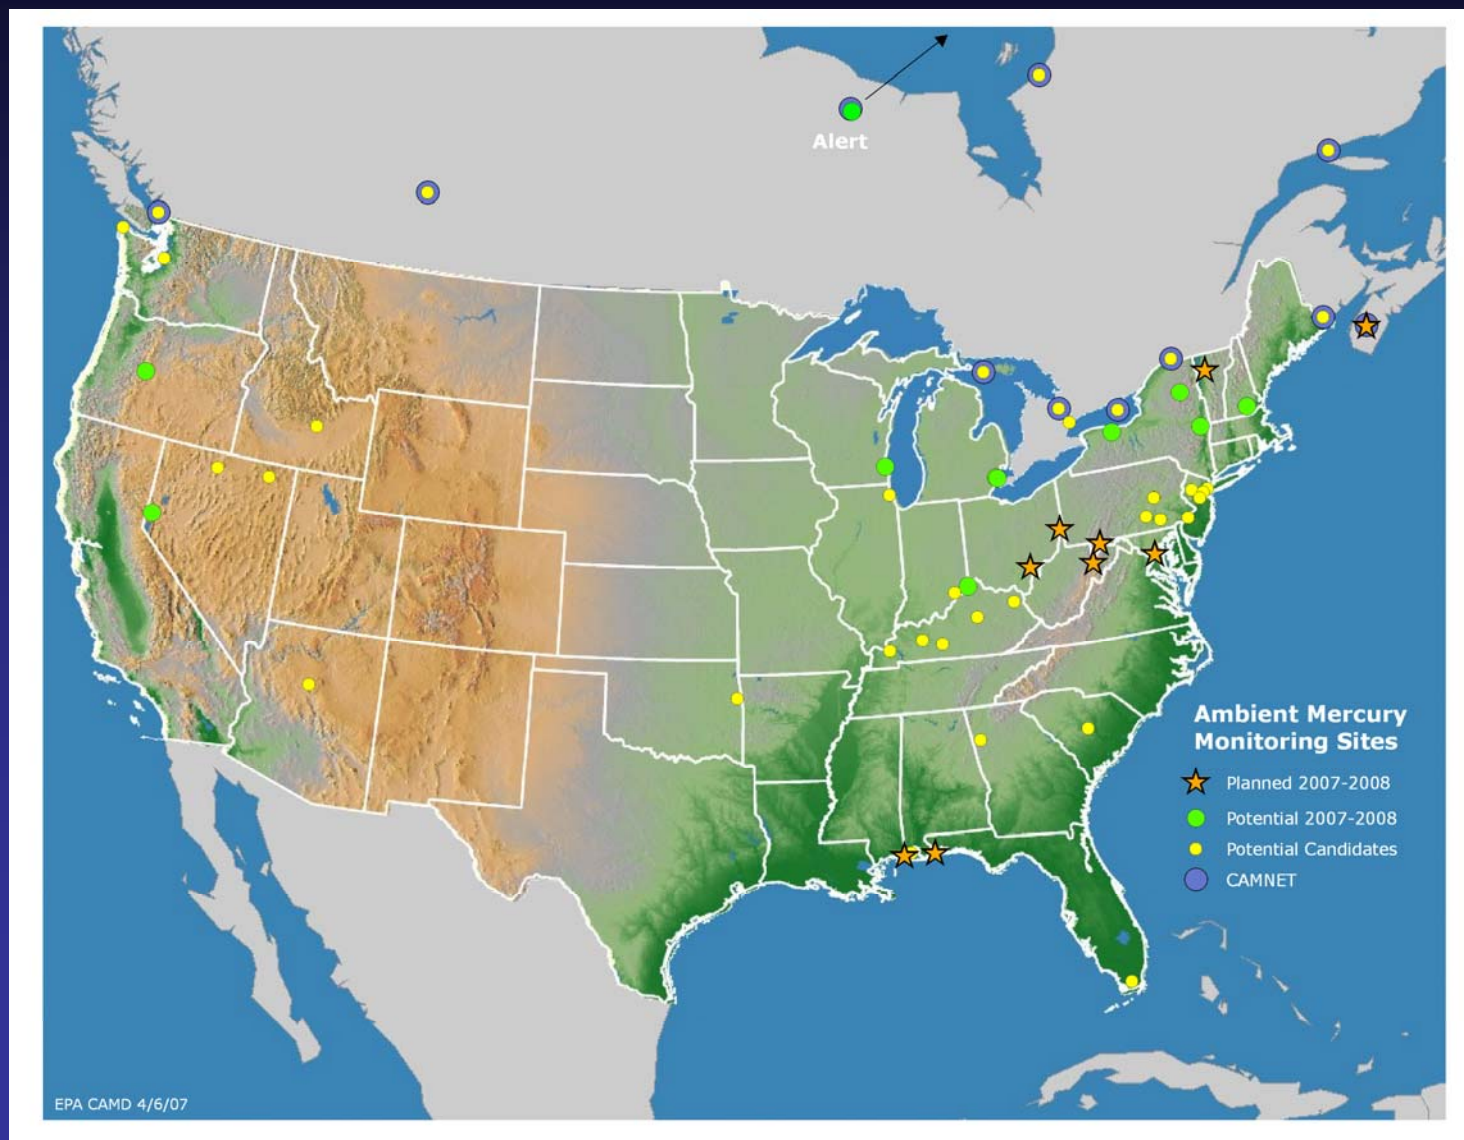 Alert
Ambient Mercury
Monitoring Sites
Planned 2007-2008
Potential 2007-2008
Potential Candidates
CAMNET
EPA CAMD 4/6/07